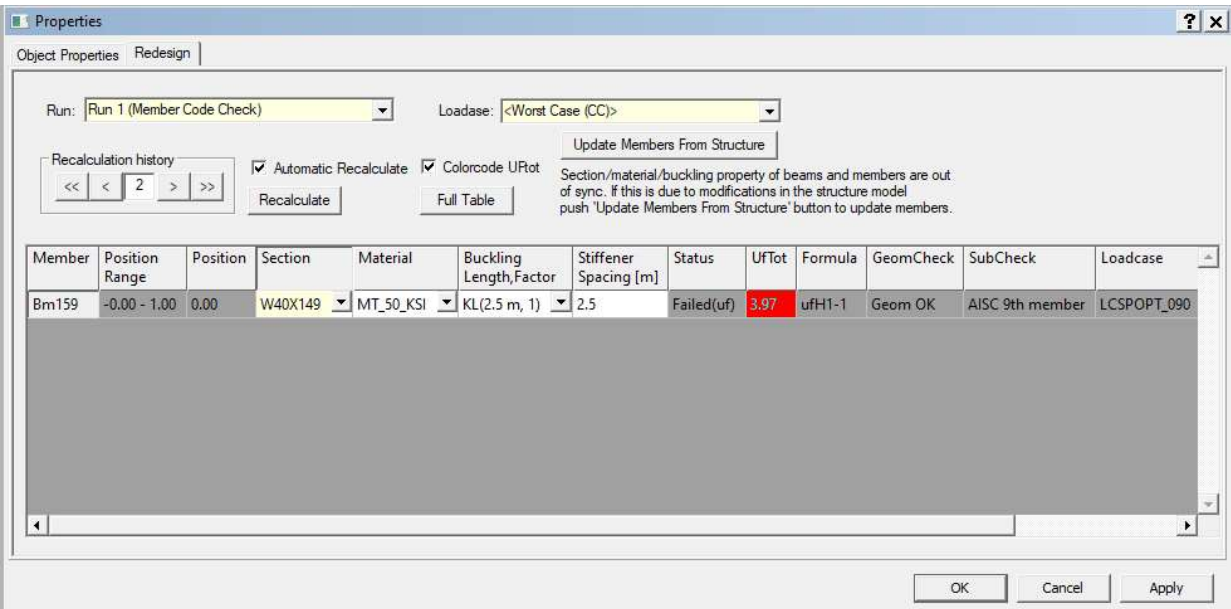 Properties
? x
Object Properties Redesign
Run: Run 1 (Member Code Check) Loadase: <Worst Case (CC)>
Update Members From Structure
Recalculation history
<< < 2 > >>
Automatic Recalculate Colorcode UFtot
Recalculate Full Table
Section/material/buckling property of beams and members are out
of sync. If this is due to modifications in the structure model
push 'Update Members From Structure' button to update members.
Member Position Position Section Material Buckling Stiffener Status UfTot Formula GeomCheck SubCheck Loadcase
Range Length,Factor Spacing [m]
Bm159 -0.00 - 1.00 0.00 W40X149 MT_50_KSI KL(2.5 m, 1) 2.5 Failed(uf) 3.97 ufH1-1 Geom OK AISC 9th member LCSPOPT_090
OK Cancel Apply